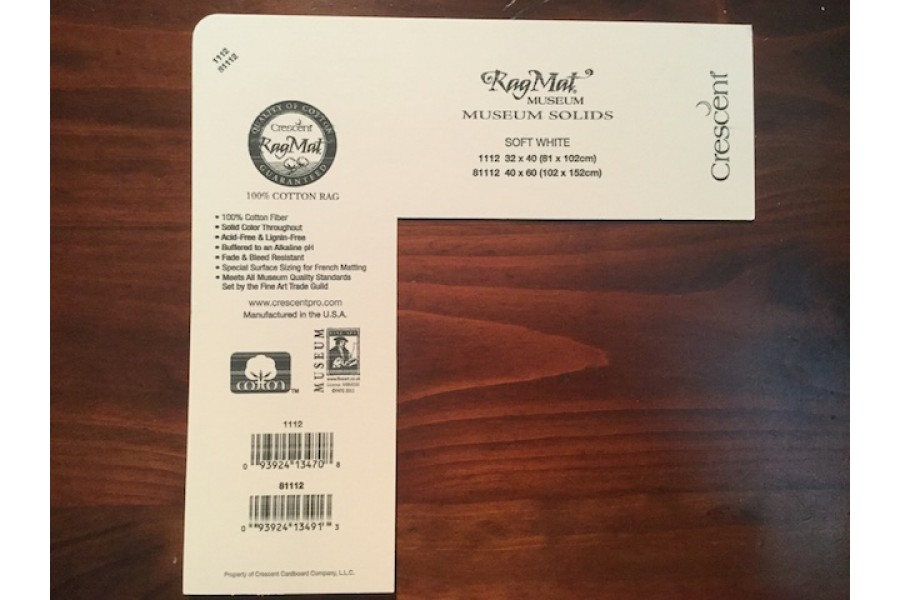 1112
81112
QUALITY OF COTTON
Crescent
RagMat
GUARANTEED
100% COTTON RAG
• 100% Cotton Fiber
• Solid Color Throughout
• Acid-Free & Lignin-Free
• Buffered to an Alkaline pH
• Fade & Bleed Resistant
• Special Surface Sizing for French Matting
• Meets All Museum Quality Standards
Set by the Fine Art Trade Guild
www.crescentpro.com
Manufactured in the U.S.A.
cotton TM
MUSEUM
1112
0 93924 13470 8
81112
0 93924 13491 3
Property of Crescent Cardboard Company, L.L.C.
RagMat
MUSEUM
MUSEUM SOLIDS
SOFT WHITE
1112 32 x 40 (81 x 102cm)
81112 40 x 60 (102 x 152cm)
Crescent